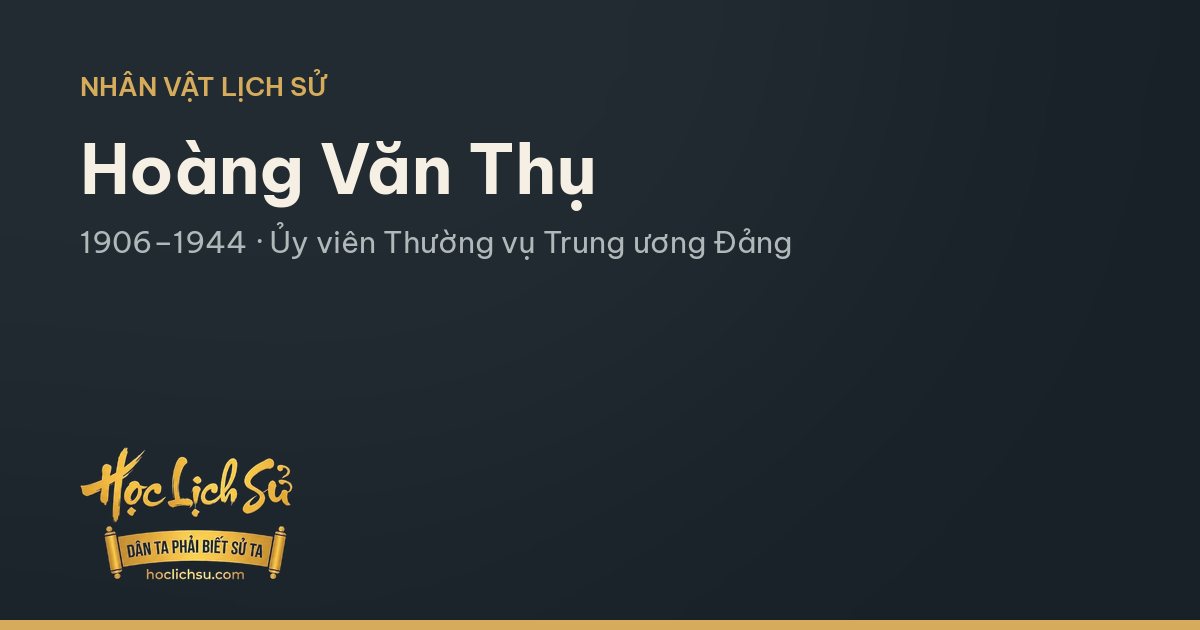 NHÂN VẬT LỊCH SỬ
Hoàng Văn Thụ
1906–1944 · Ủy viên Thường vụ Trung ương Đảng
Học Lịch Sử
DÂN TA PHẢI BIẾT SỬ TA
hoclichsu.com